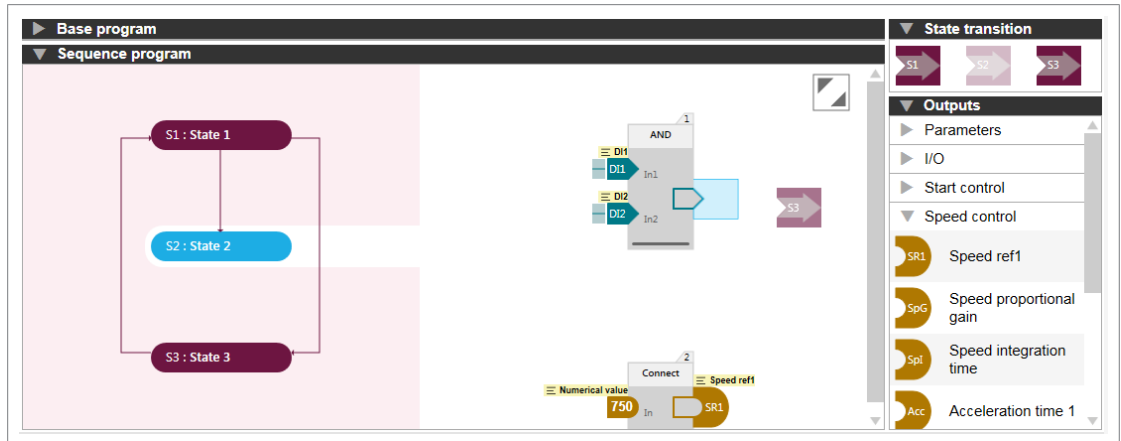 Base program
Sequence program
S1 : State 1
S2 : State 2
S3 : State 3
1
AND
DI1
DI1
In1
DI2
DI2
In2
S3
2
Connect
Numerical value
Speed ref1
750
In
SR1
State transition
S1
S2
S3
Outputs
Parameters
I/O
Start control
Speed control
SR1
Speed ref1
SpG
Speed proportional
gain
SpI
Speed integration
time
Acc
Acceleration time 1